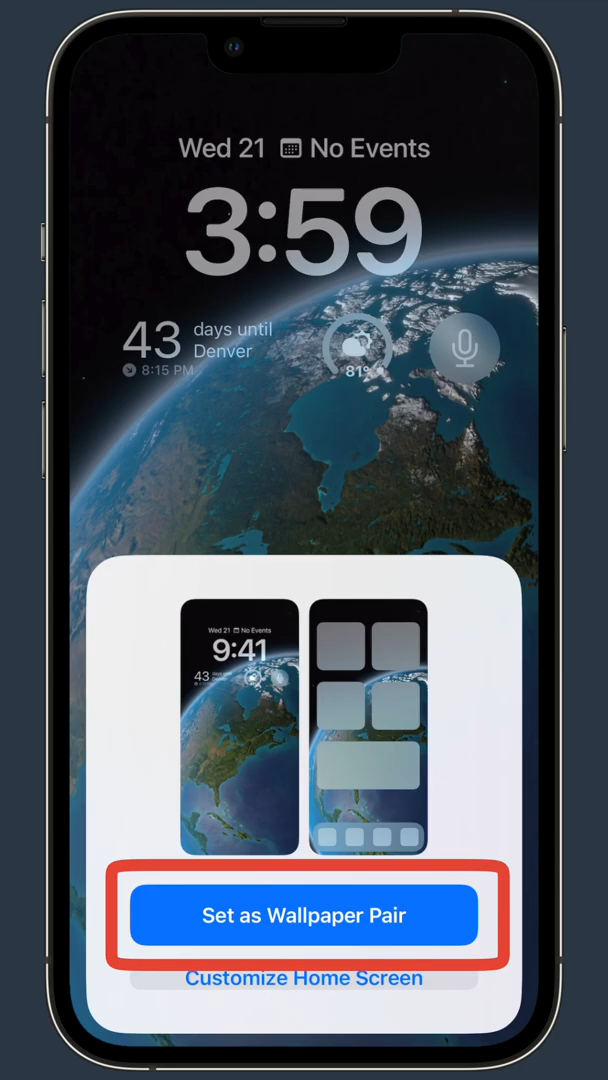 Wed 21 No Events
3:59
43 days until
Denver
8:15 PM
81°
Wed 21 No Events
9:41
43
Set as Wallpaper Pair
Customize Home Screen